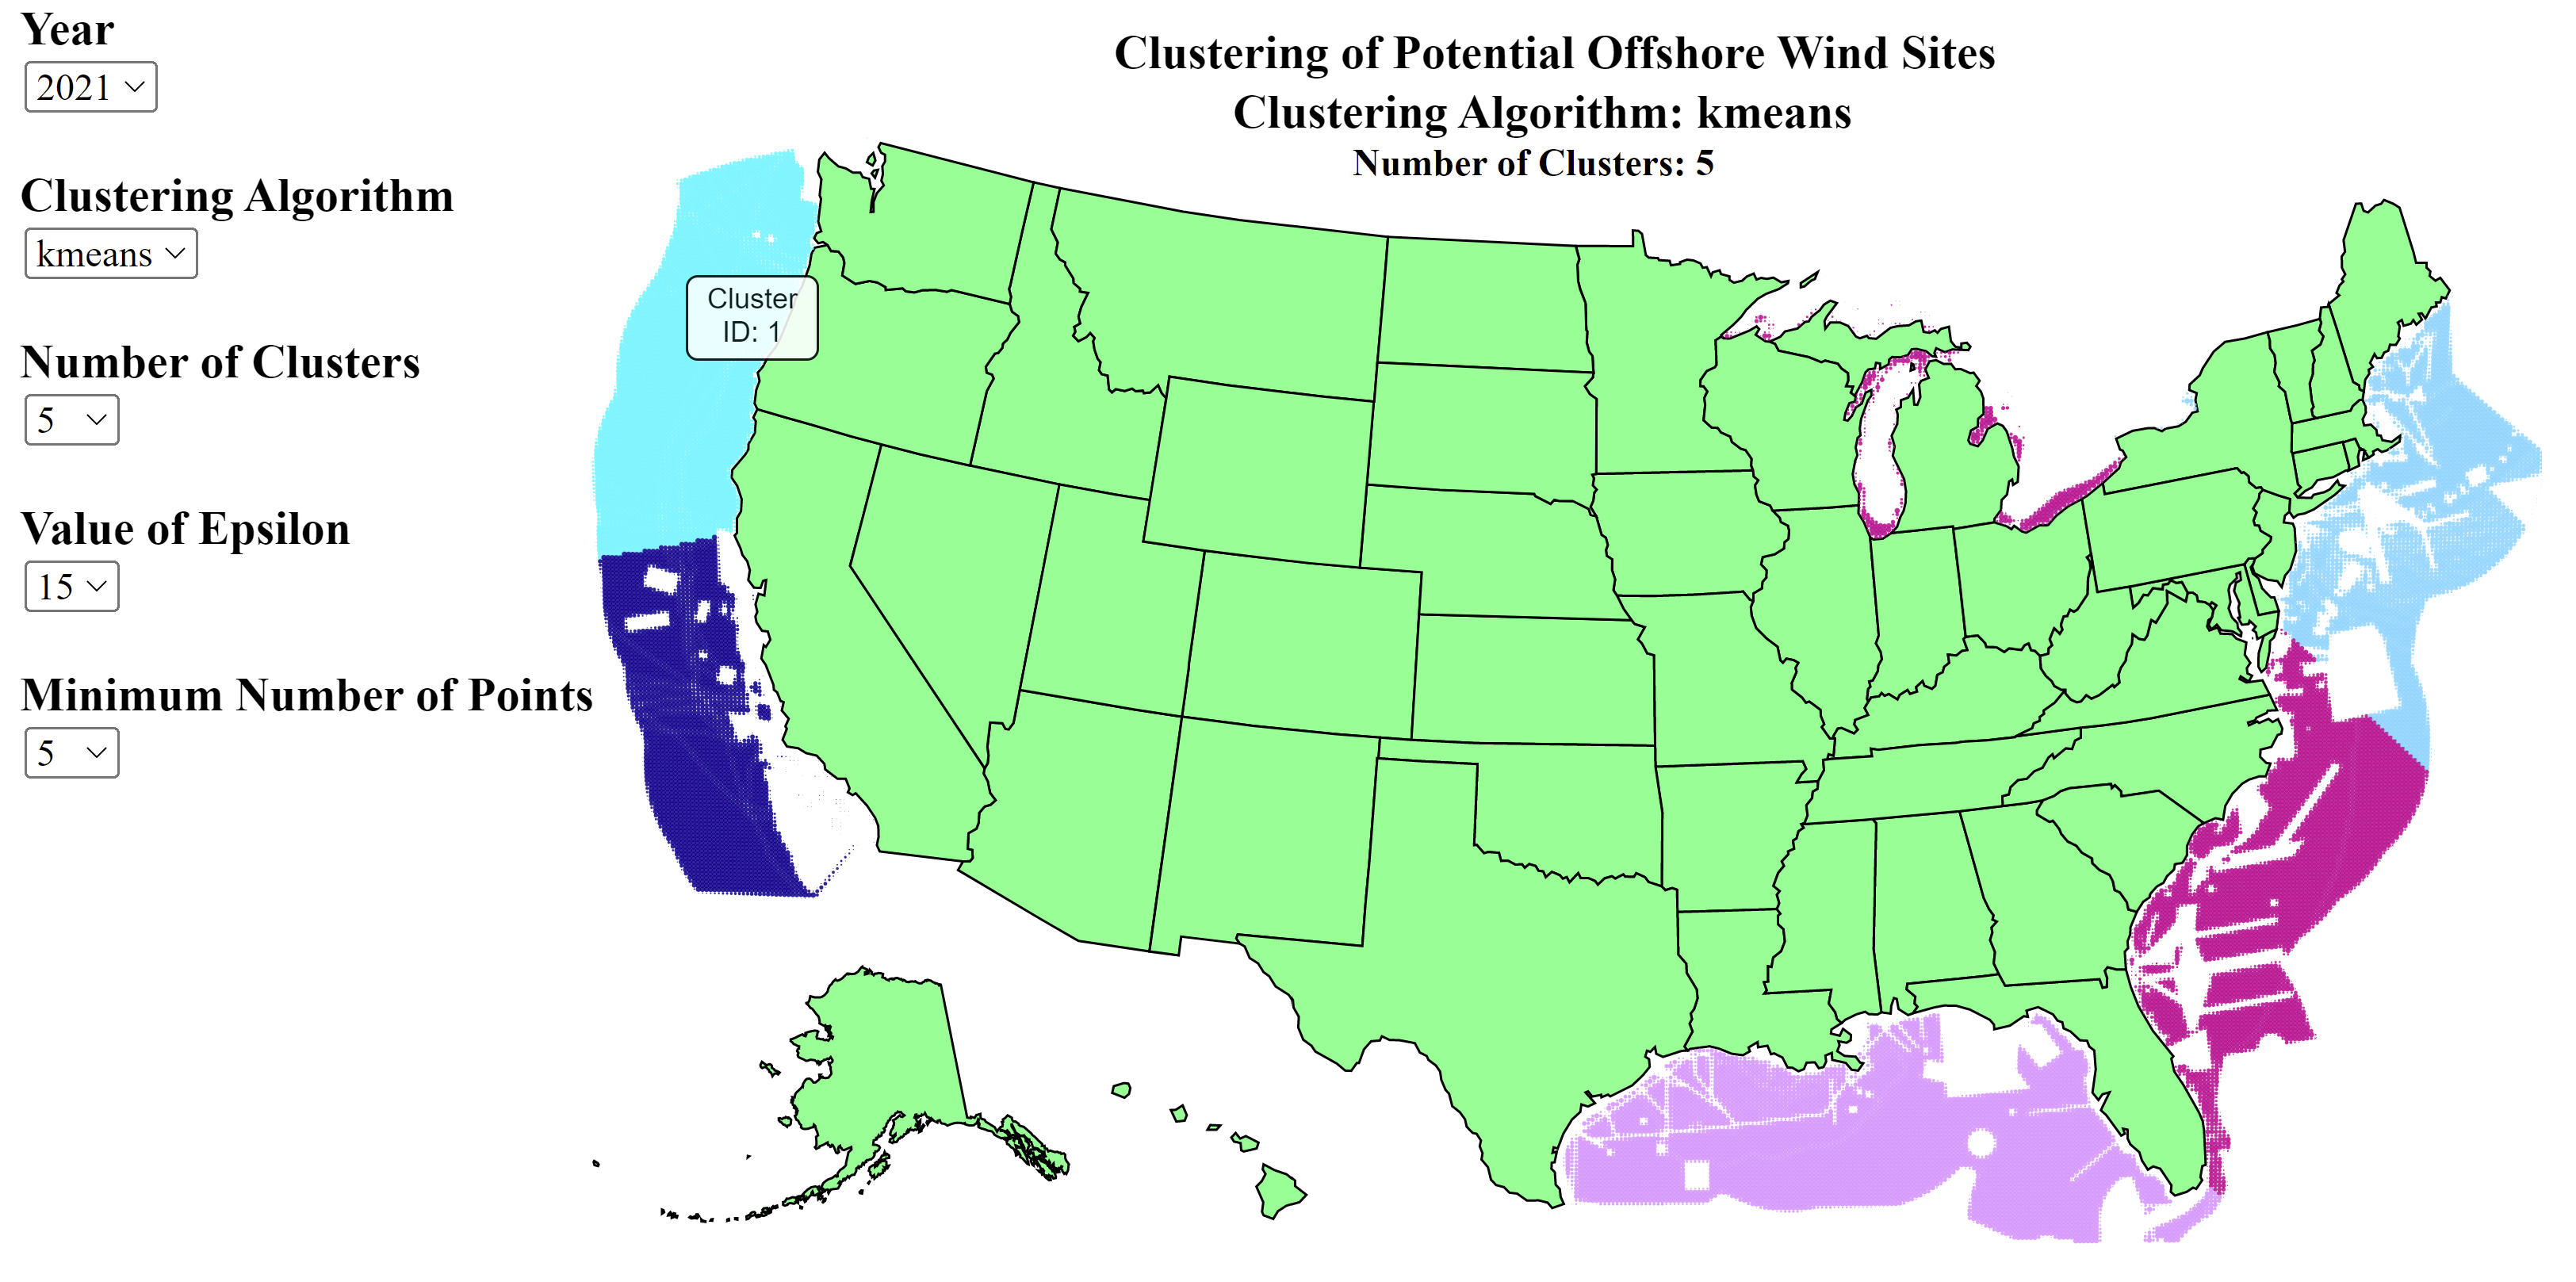 Year
2021
Clustering Algorithm
kmeans
Number of Clusters
5
Value of Epsilon
15
Minimum Number of Points
5
Clustering of Potential Offshore Wind Sites
Clustering Algorithm: kmeans
Number of Clusters: 5
Cluster
ID: 1